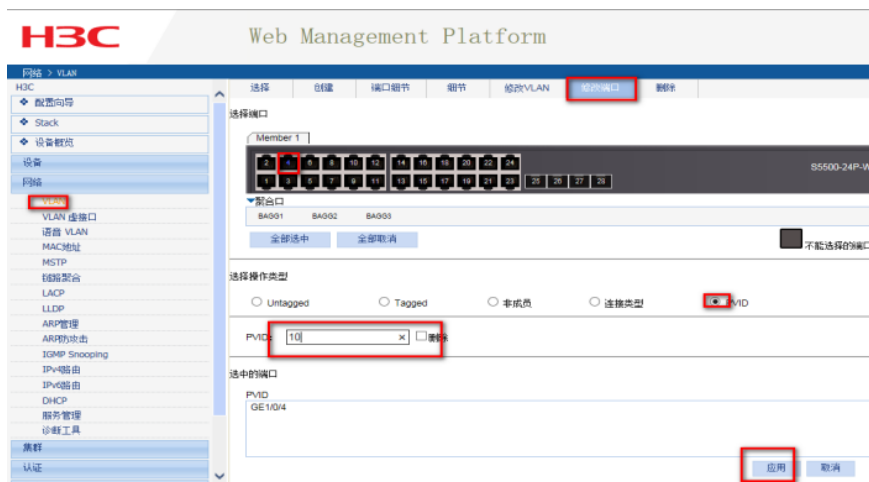 H3C Web Management Platform
网络 > VLAN
H3C
配置向导
Stack
设备概览
设备
网络
VLAN
VLAN 虚接口
语音 VLAN
MAC地址
MSTP
链路聚合
LACP
LLDP
ARP管理
ARP防攻击
IGMP Snooping
IPv4路由
IPv6路由
DHCP
服务管理
诊断工具
集群
认证
选择 创建 端口细节 细节 修改VLAN 修改端口 删除
选择端口
Member 1
2 4 6 8 10 12 14 16 18 20 22 24
1 3 5 7 9 11 13 15 17 19 21 23 25 26 27 28
S5500-24P-W
聚合口
BAGG1 BAGG2 BAGG3
全部选中 全部取消
不能选择的端口
选择操作类型
Untagged Tagged 非成员 连接类型 PVID
PVID: 10 × 删除
选中的端口
PVID
GE1/0/4
应用 取消